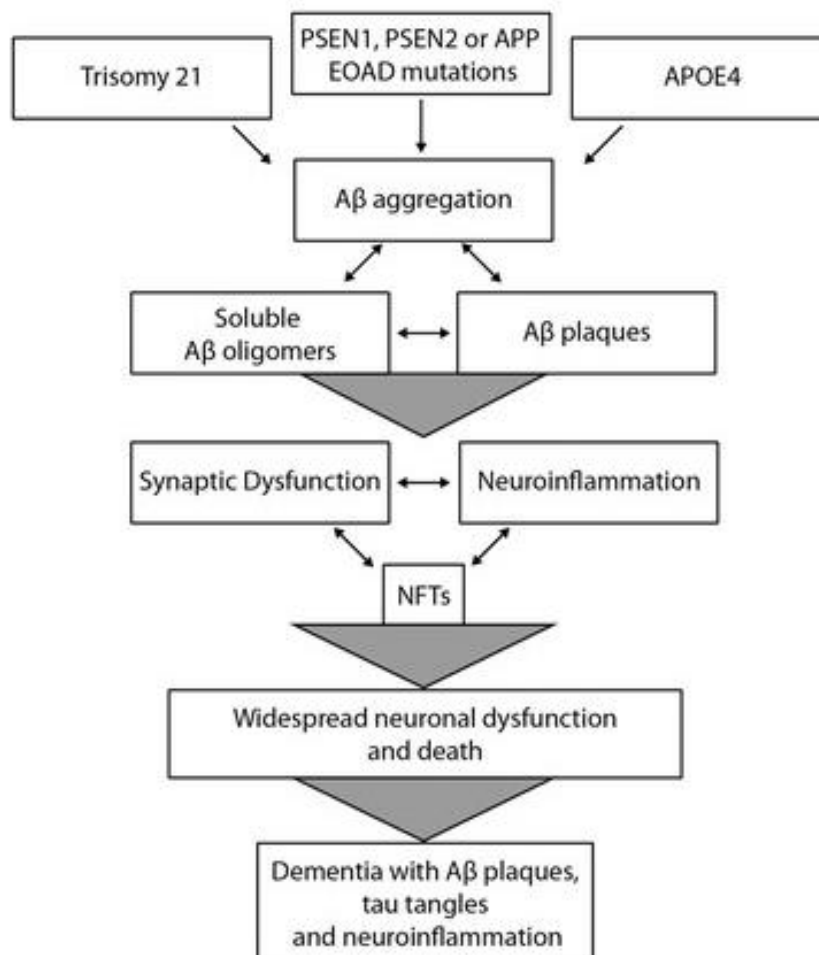 PSEN1, PSEN2 or APP
EOAD mutations
Trisomy 21
APOE4
Aβ aggregation
Soluble
Aβ oligomers
Aβ plaques
Synaptic Dysfunction
Neuroinflammation
NFTs
Widespread neuronal dysfunction
and death
Dementia with Aβ plaques,
tau tangles
and neuroinflammation